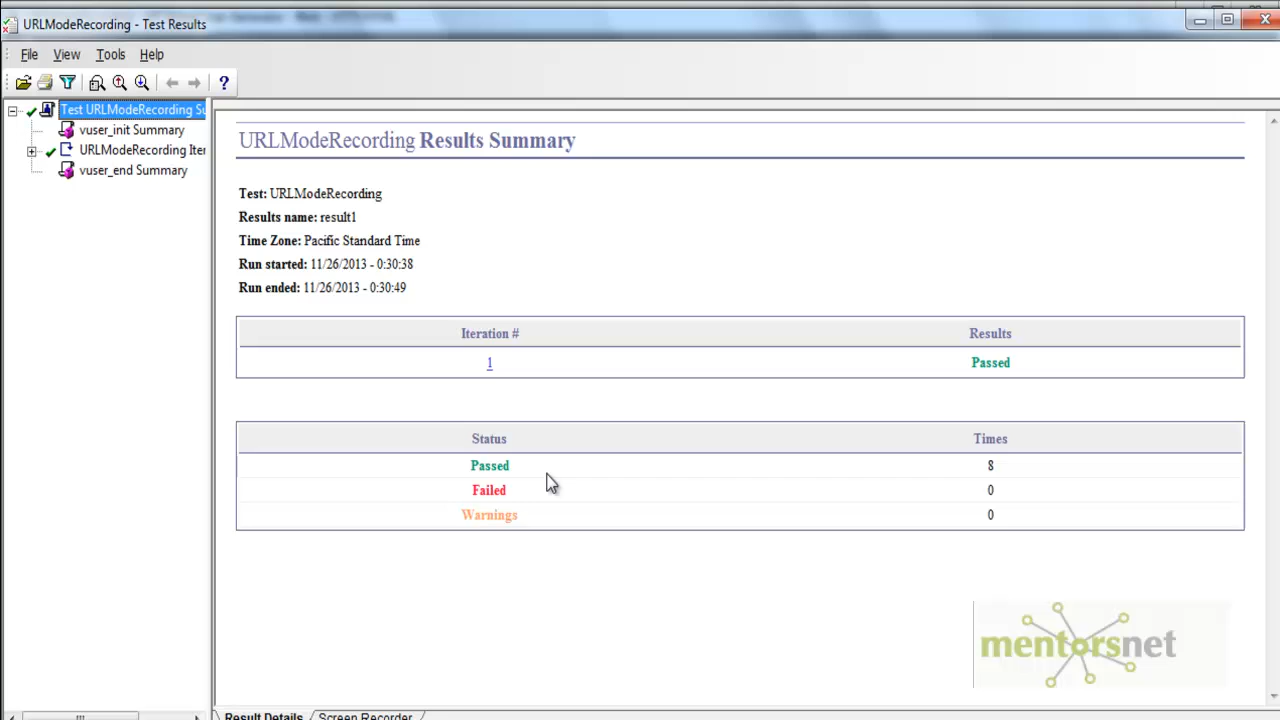 URLModeRecording - Test Results
File View Tools Help
?
Test URLModeRecording Su
vuser_init Summary
URLModeRecording Iter
vuser_end Summary
URLModeRecording Results Summary
Test: URLModeRecording
Results name: result1
Time Zone: Pacific Standard Time
Run started: 11/26/2013 - 0:30:38
Run ended: 11/26/2013 - 0:30:49
Iteration # Results
1 Passed
Status Times
Passed 8
Failed 0
Warnings 0
mentorsnet
Result Details Screen Recorder